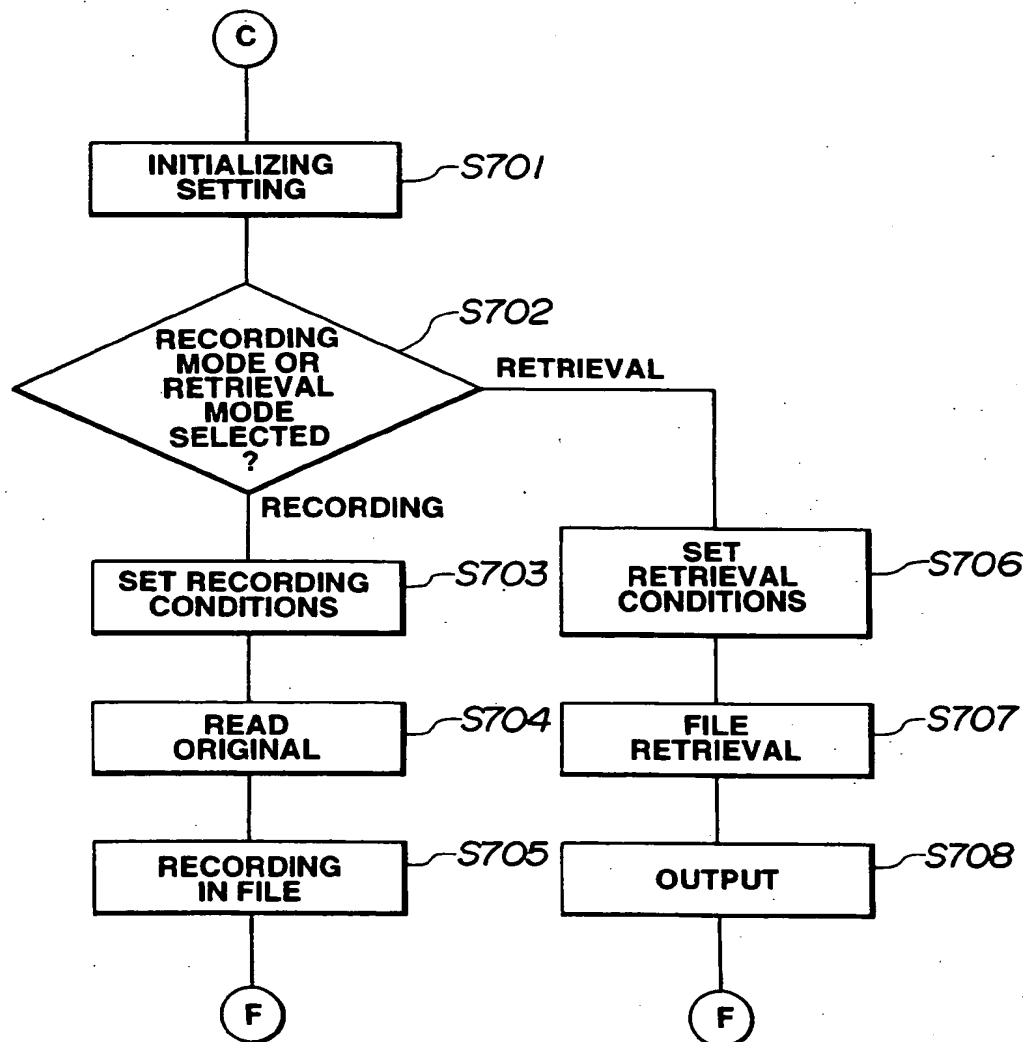 C
INITIALIZING
SETTING
S701
RECORDING
MODE OR
RETRIEVAL
MODE
SELECTED
?
S702
RETRIEVAL
RECORDING
SET RECORDING
CONDITIONS
S703
READ
ORIGINAL
S704
RECORDING
IN FILE
S705
F
SET
RETRIEVAL
CONDITIONS
S706
FILE
RETRIEVAL
S707
OUTPUT
S708
F